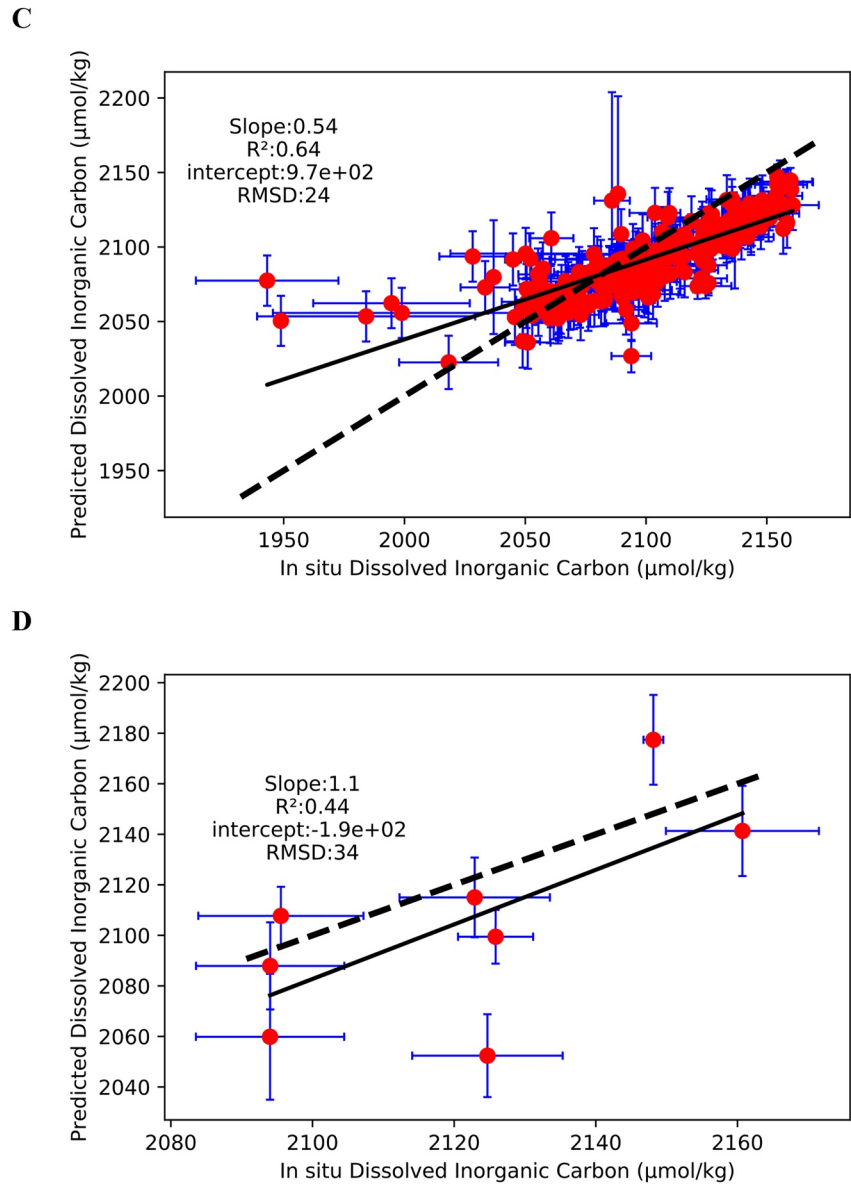 C
Predicted Dissolved Inorganic Carbon (µmol/kg)
2200
2150
2100
2050
2000
1950
Slope:0.54
R²:0.64
intercept:9.7e+02
RMSD:24
1950 2000 2050 2100 2150
In situ Dissolved Inorganic Carbon (µmol/kg)
D
Predicted Dissolved Inorganic Carbon (µmol/kg)
2200
2180
2160
2140
2120
2100
2080
2060
2040
Slope:1.1
R²:0.44
intercept:-1.9e+02
RMSD:34
2080 2100 2120 2140 2160
In situ Dissolved Inorganic Carbon (µmol/kg)